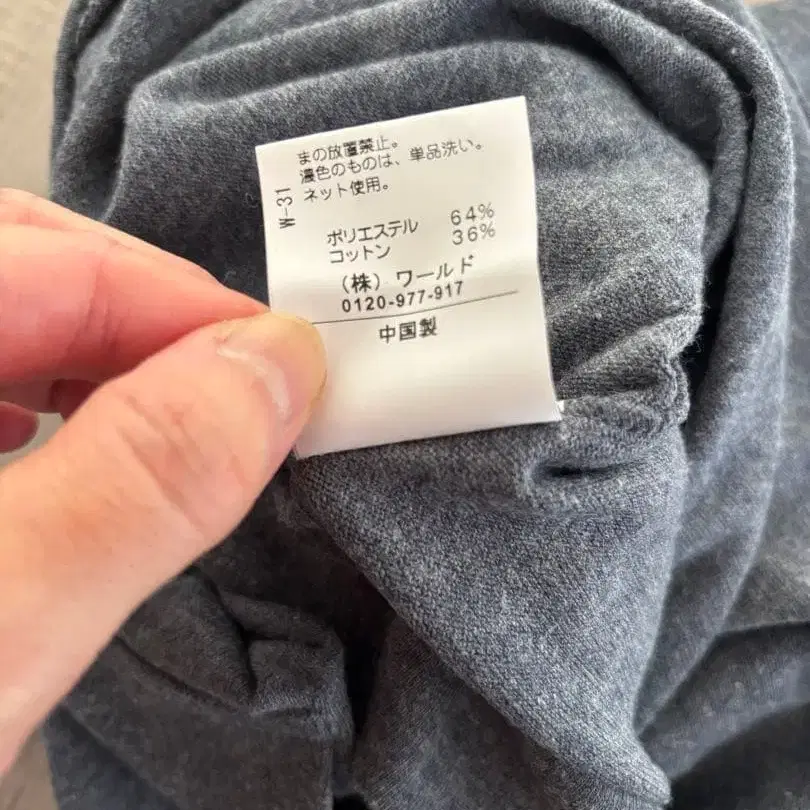 まの放置禁止。
濃色のものは、単品洗い。
ネット使用。
W-31
ポリエステル 64%
コットン 36%
(株) ワールド
0120-977-917
中国製